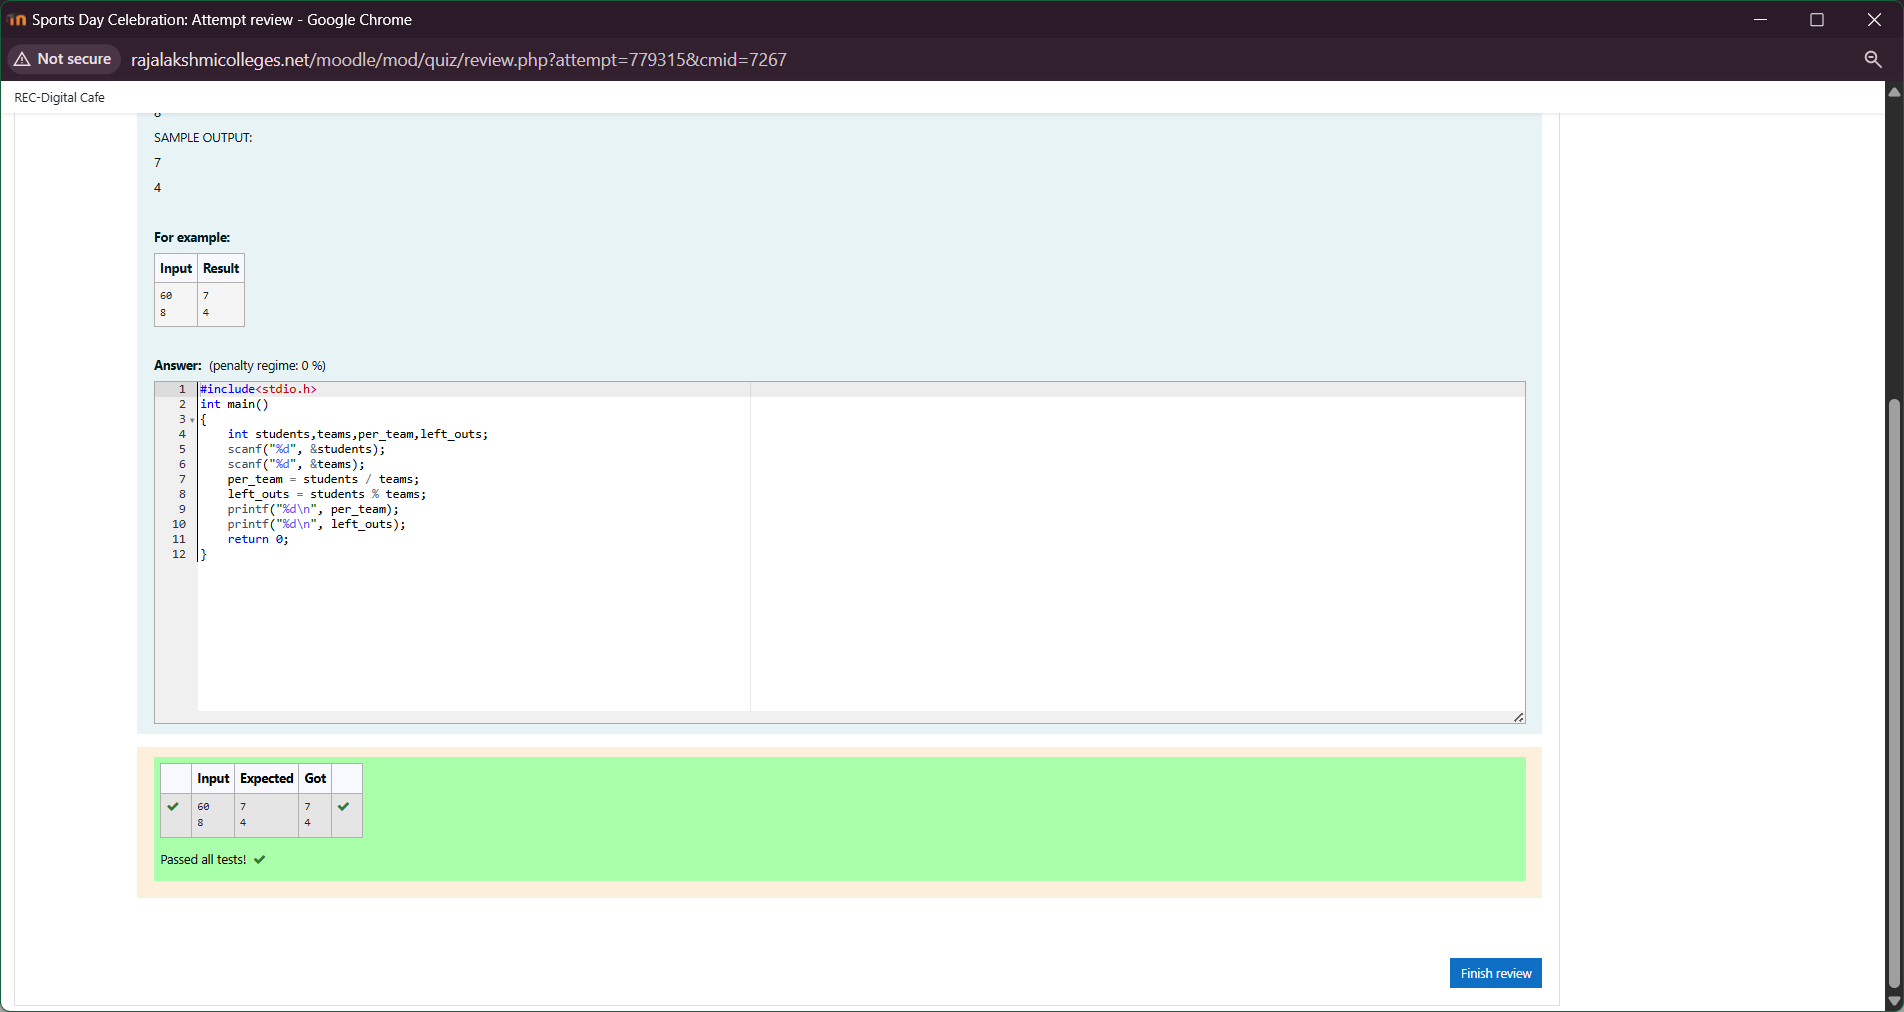 Sports Day Celebration: Attempt review - Google Chrome
Not secure rajalakshmicolleges.net/moodle/mod/quiz/review.php?attempt=779315&cmid=7267
REC-Digital Cafe
SAMPLE OUTPUT:
7
4
For example:
Input Result
60 7
8 4
Answer: (penalty regime: 0 %)
1 #include<stdio.h>
2 int main()
3 {
4 int students,teams,per_team,left_outs;
5 scanf("%d", &students);
6 scanf("%d", &teams);
7 per_team = students / teams;
8 left_outs = students % teams;
9 printf("%d\n", per_team);
10 printf("%d\n", left_outs);
11 return 0;
12 }
Input Expected Got
60 7 7
8 4 4
Passed all tests!
Finish review